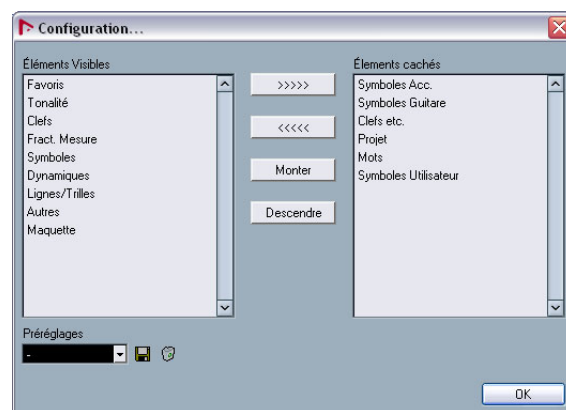 Configuration...
Éléments Visibles
Favoris
Tonalité
Clefs
Fract. Mesure
Symboles
Dynamiques
Lignes/Trilles
Autres
Maquette
>>>>>
<<<<<
Monter
Descendre
Élements cachés
Symboles Acc.
Symboles Guitare
Clefs etc.
Projet
Mots
Symboles Utilisateur
Préréglages
-
OK